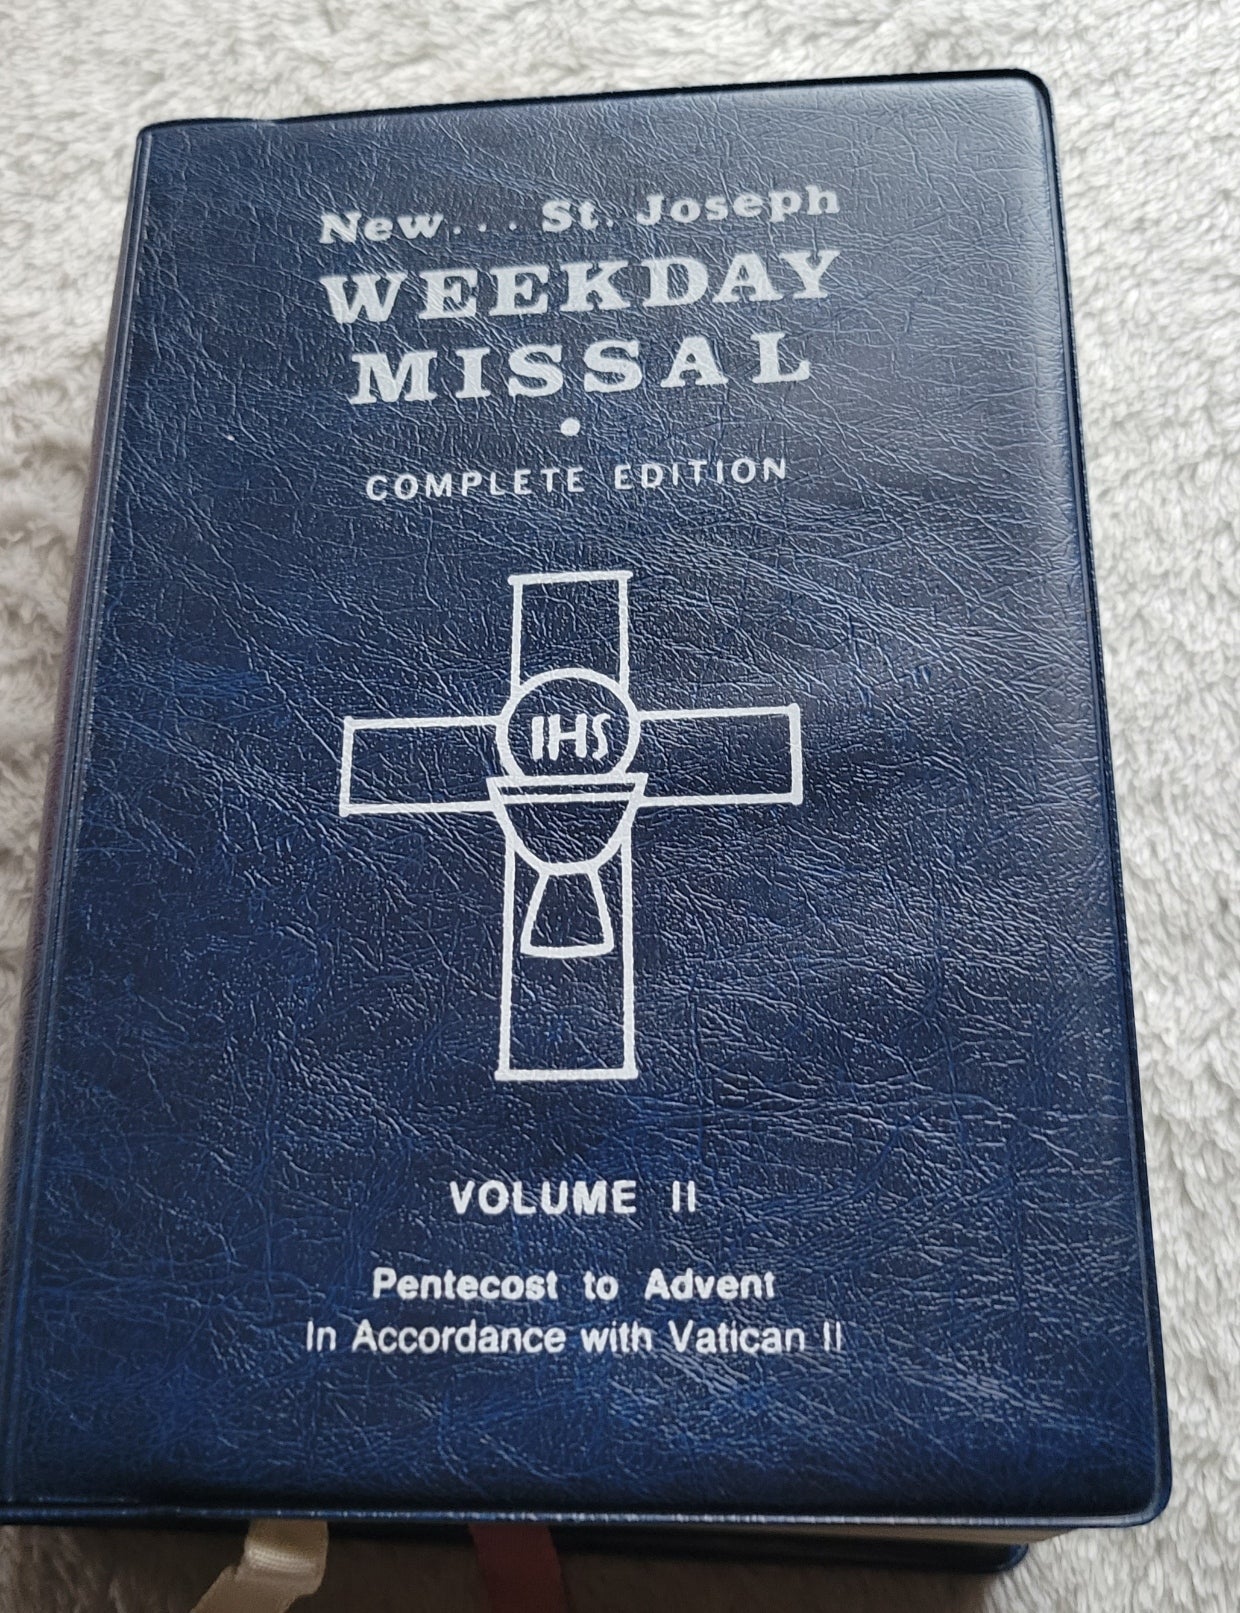 New... St. Joseph
WEEKDAY
MISSAL
COMPLETE EDITION
IHS
VOLUME II
Pentecost to Advent
In Accordance with Vatican II